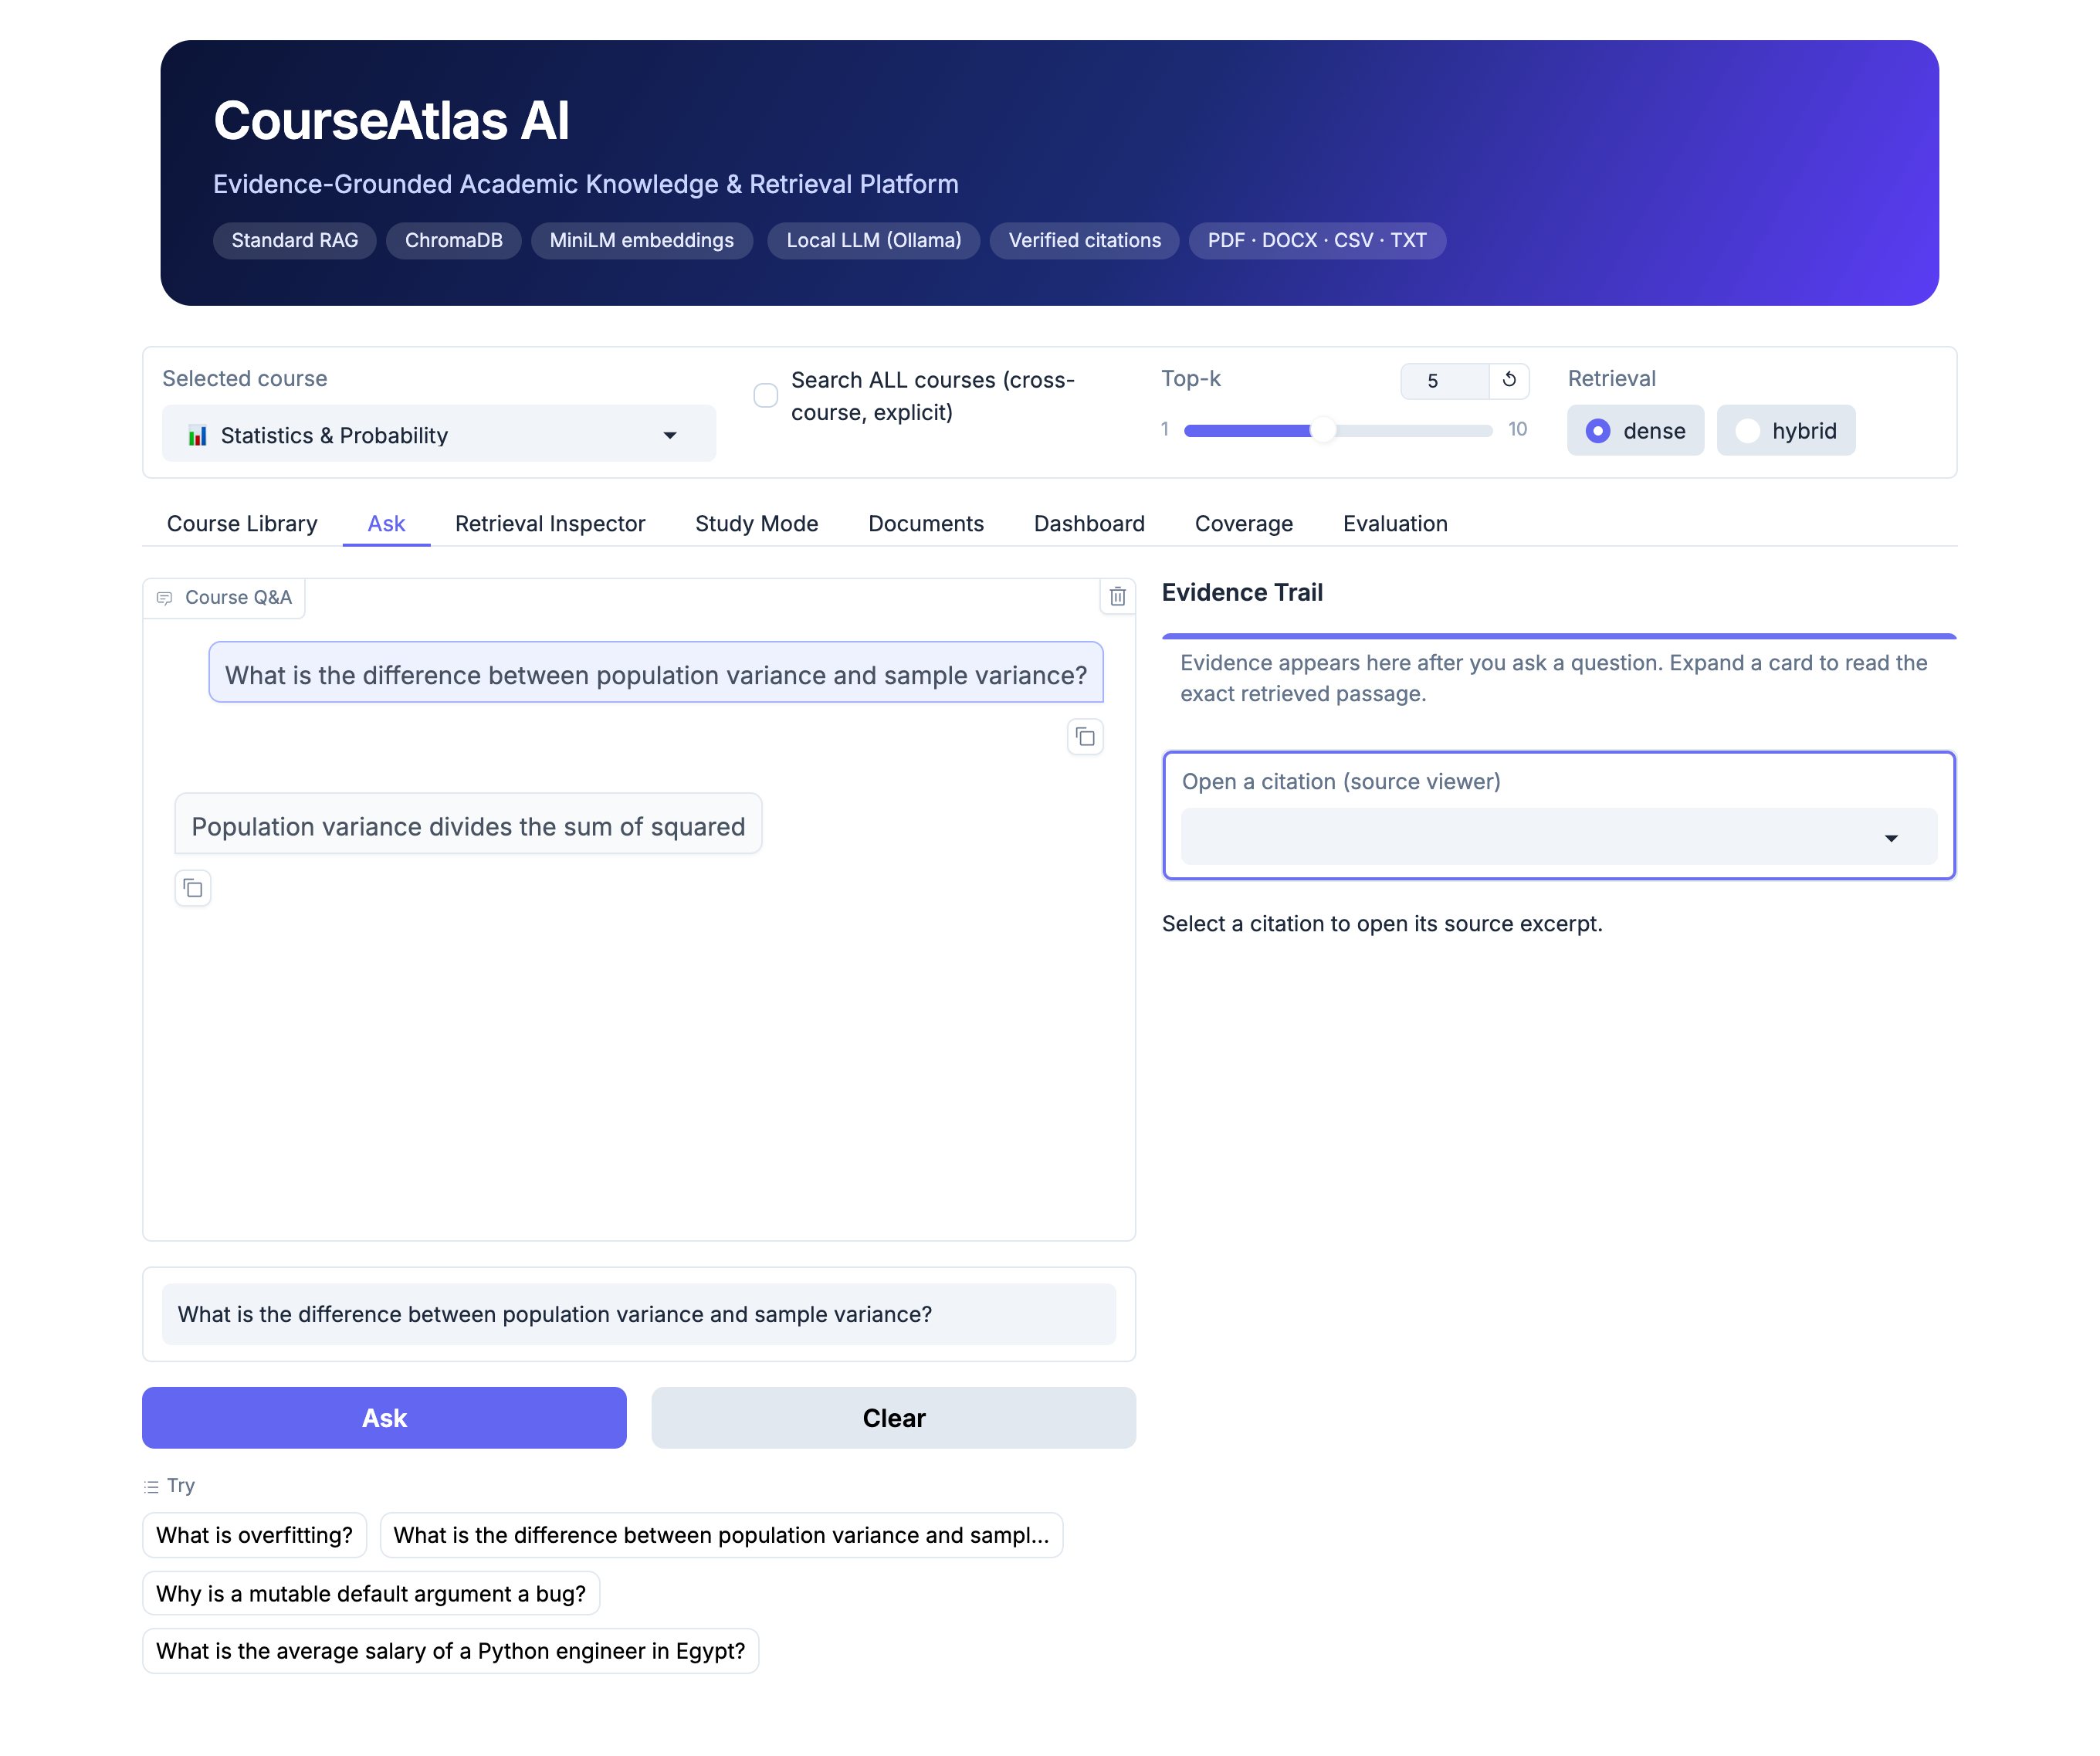 CourseAtlas AI
Evidence-Grounded Academic Knowledge & Retrieval Platform
Standard RAG ChromaDB MiniLM embeddings Local LLM (Ollama) Verified citations PDF · DOCX · CSV · TXT
Selected course
📊 Statistics & Probability
Search ALL courses (cross-
course, explicit)
Top-k 5
1 10
Retrieval
dense hybrid
Course Library Ask Retrieval Inspector Study Mode Documents Dashboard Coverage Evaluation
Course Q&A
What is the difference between population variance and sample variance?
Population variance divides the sum of squared
Evidence Trail
Evidence appears here after you ask a question. Expand a card to read the
exact retrieved passage.
Open a citation (source viewer)
Select a citation to open its source excerpt.
What is the difference between population variance and sample variance?
Ask Clear
Try
What is overfitting? What is the difference between population variance and sampl...
Why is a mutable default argument a bug?
What is the average salary of a Python engineer in Egypt?